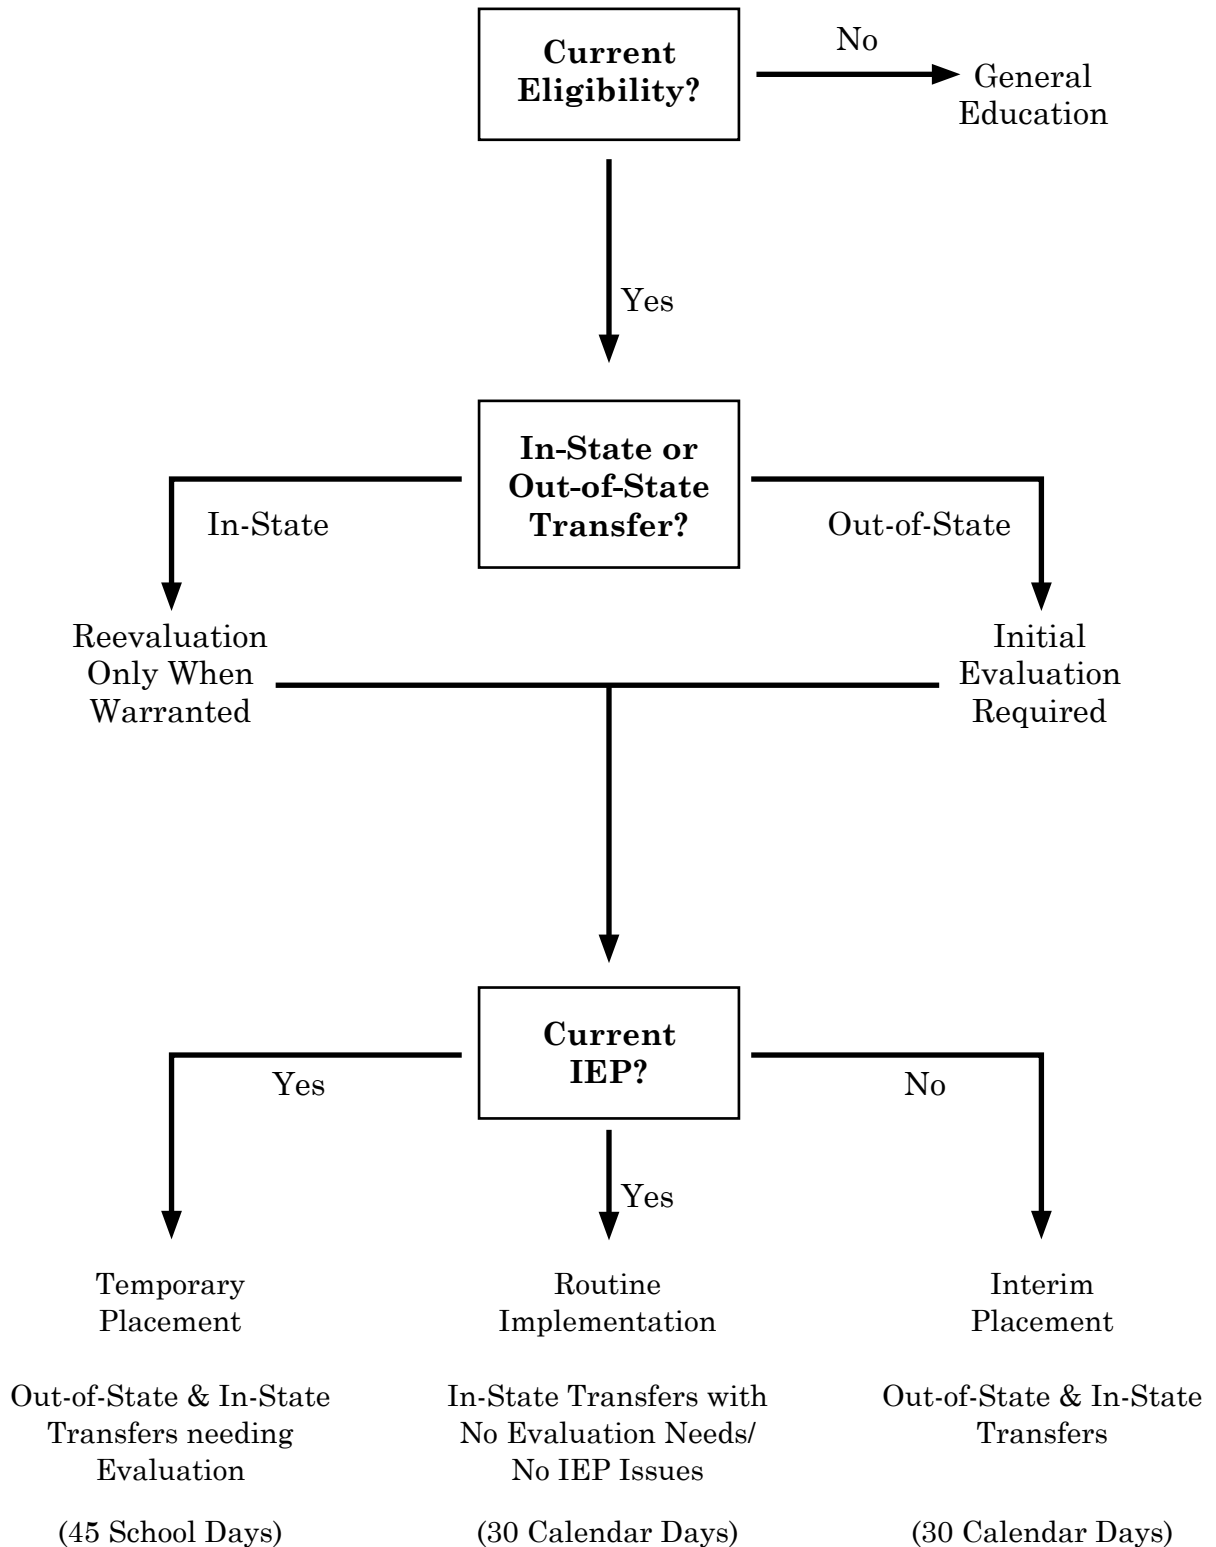 Current
Eligibility?
No
General
Education
Yes
In-State or
Out-of-State
Transfer?
In-State
Out-of-State
Reevaluation
Only When
Warranted
Initial
Evaluation
Required
Current
IEP?
Yes
No
Yes
Temporary
Placement
Out-of-State & In-State
Transfers needing
Evaluation
(45 School Days)
Routine
Implementation
In-State Transfers with
No Evaluation Needs/
No IEP Issues
(30 Calendar Days)
Interim
Placement
Out-of-State & In-State
Transfers
(30 Calendar Days)